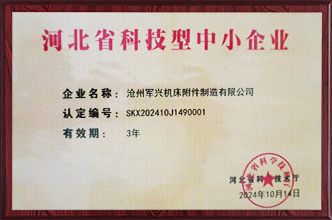 河北省科技型中小企业
企业名称: 沧州军兴机床附件制造有限公司
认定编号: SKX202410J1490001
有效期: 3年
河北省科 技术厅
2024年10月14日